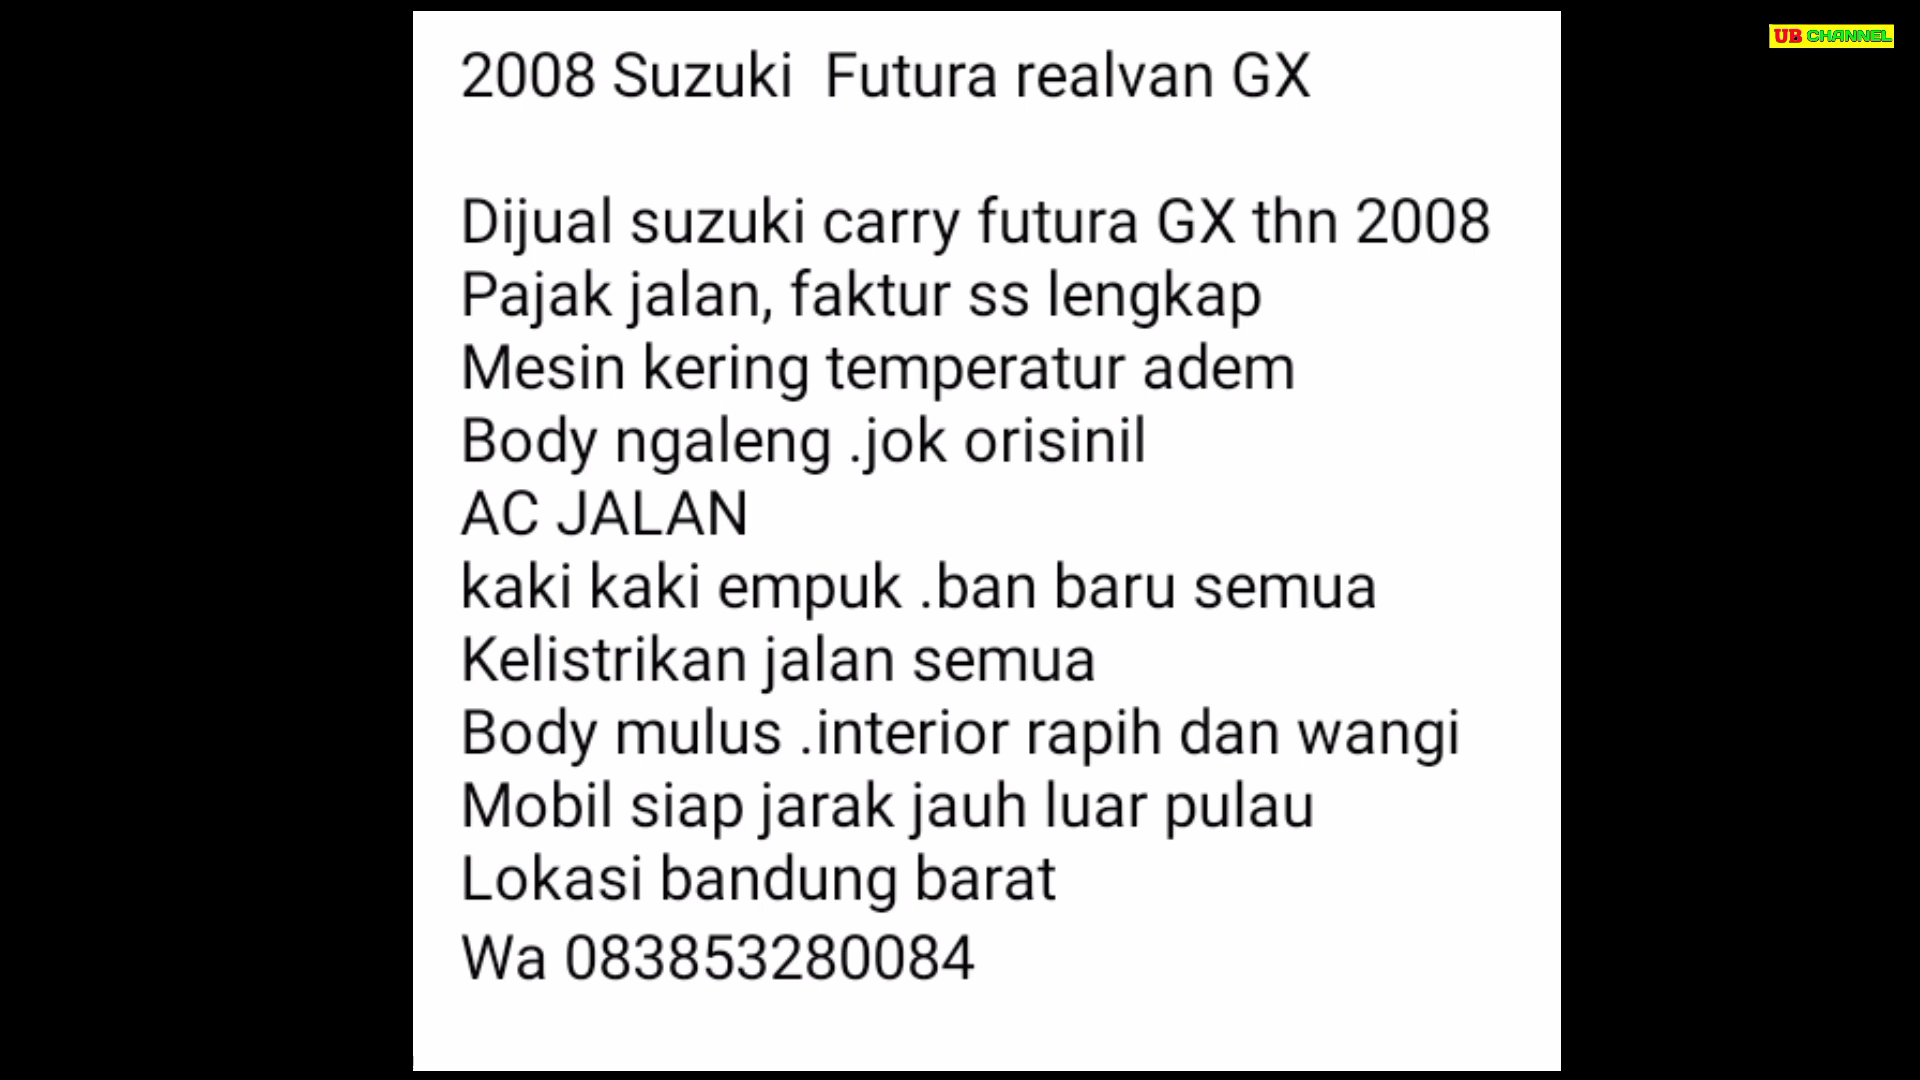 2008 Suzuki  Futura realvan GX
UB CHANNEL
Dijual suzuki carry futura GX thn 2008
Pajak jalan, faktur ss lengkap
Mesin kering temperatur adem
Body ngaleng .jok orisinil
AC JALAN
kaki kaki empuk .ban baru semua
Kelistrikan jalan semua
Body mulus .interior rapih dan wangi
Mobil siap jarak jauh luar pulau
Lokasi bandung barat
Wa 083853280084